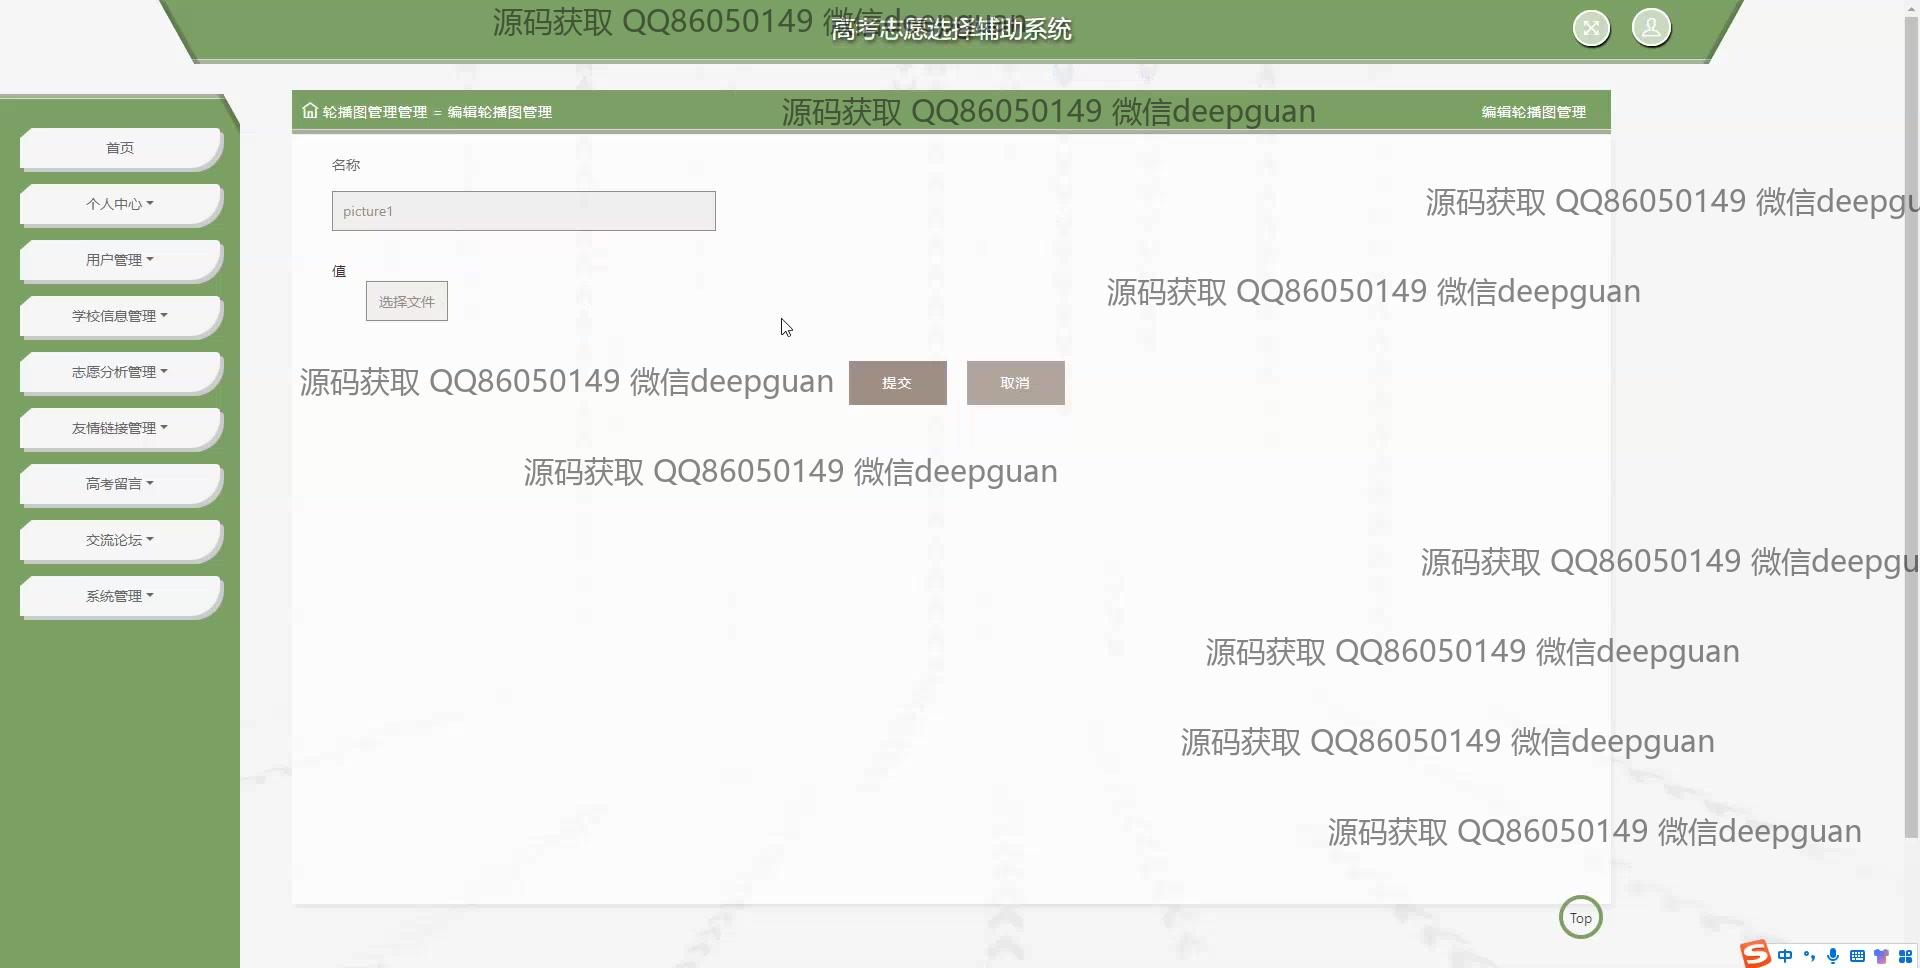 源码获取 QQ86050149 微信deepguan
高考志愿选择辅助系统
轮播图管理管理 = 编辑轮播图管理
源码获取 QQ86050149 微信deepguan
编辑轮播图管理
首页
个人中心
用户管理
学校信息管理
志愿分析管理
友情链接管理
高考留言
交流论坛
系统管理
名称
picture1
源码获取 QQ86050149 微信deepgu
值
选择文件
源码获取 QQ86050149 微信deepguan
源码获取 QQ86050149 微信deepguan
提交
取消
源码获取 QQ86050149 微信deepguan
源码获取 QQ86050149 微信deepgu
源码获取 QQ86050149 微信deepguan
源码获取 QQ86050149 微信deepguan
源码获取 QQ86050149 微信deepguan
Top
中